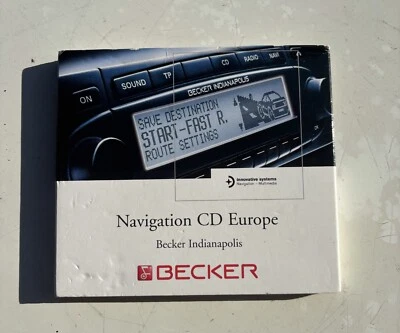 ON
SOUND
TP
CD
RADIO
NAVI
BECKER INDIANAPOLIS
SAVE DESTINATION
START-FAST R.
ROUTE SETTINGS
innovative systems
Navigation - Multimedia
Navigation CD Europe
Becker Indianapolis
BECKER